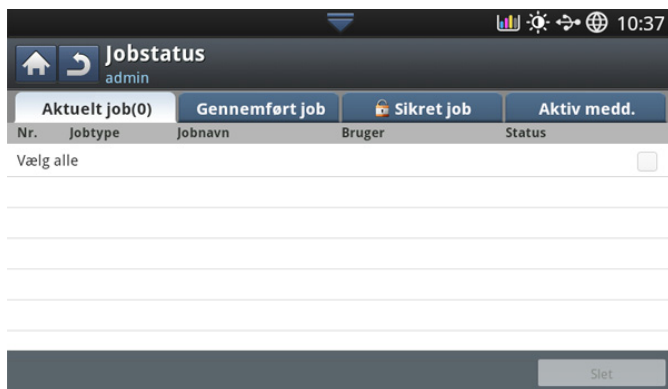 10:37
Jobstatus
admin
Aktuelt job(0) Gennemført job Sikret job Aktiv medd.
Nr. Jobtype Jobnavn Bruger Status
Vælg alle
Slet